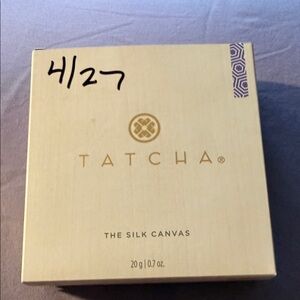 4/27
TATCHA®
THE SILK CANVAS
20 g | 0.7 oz.